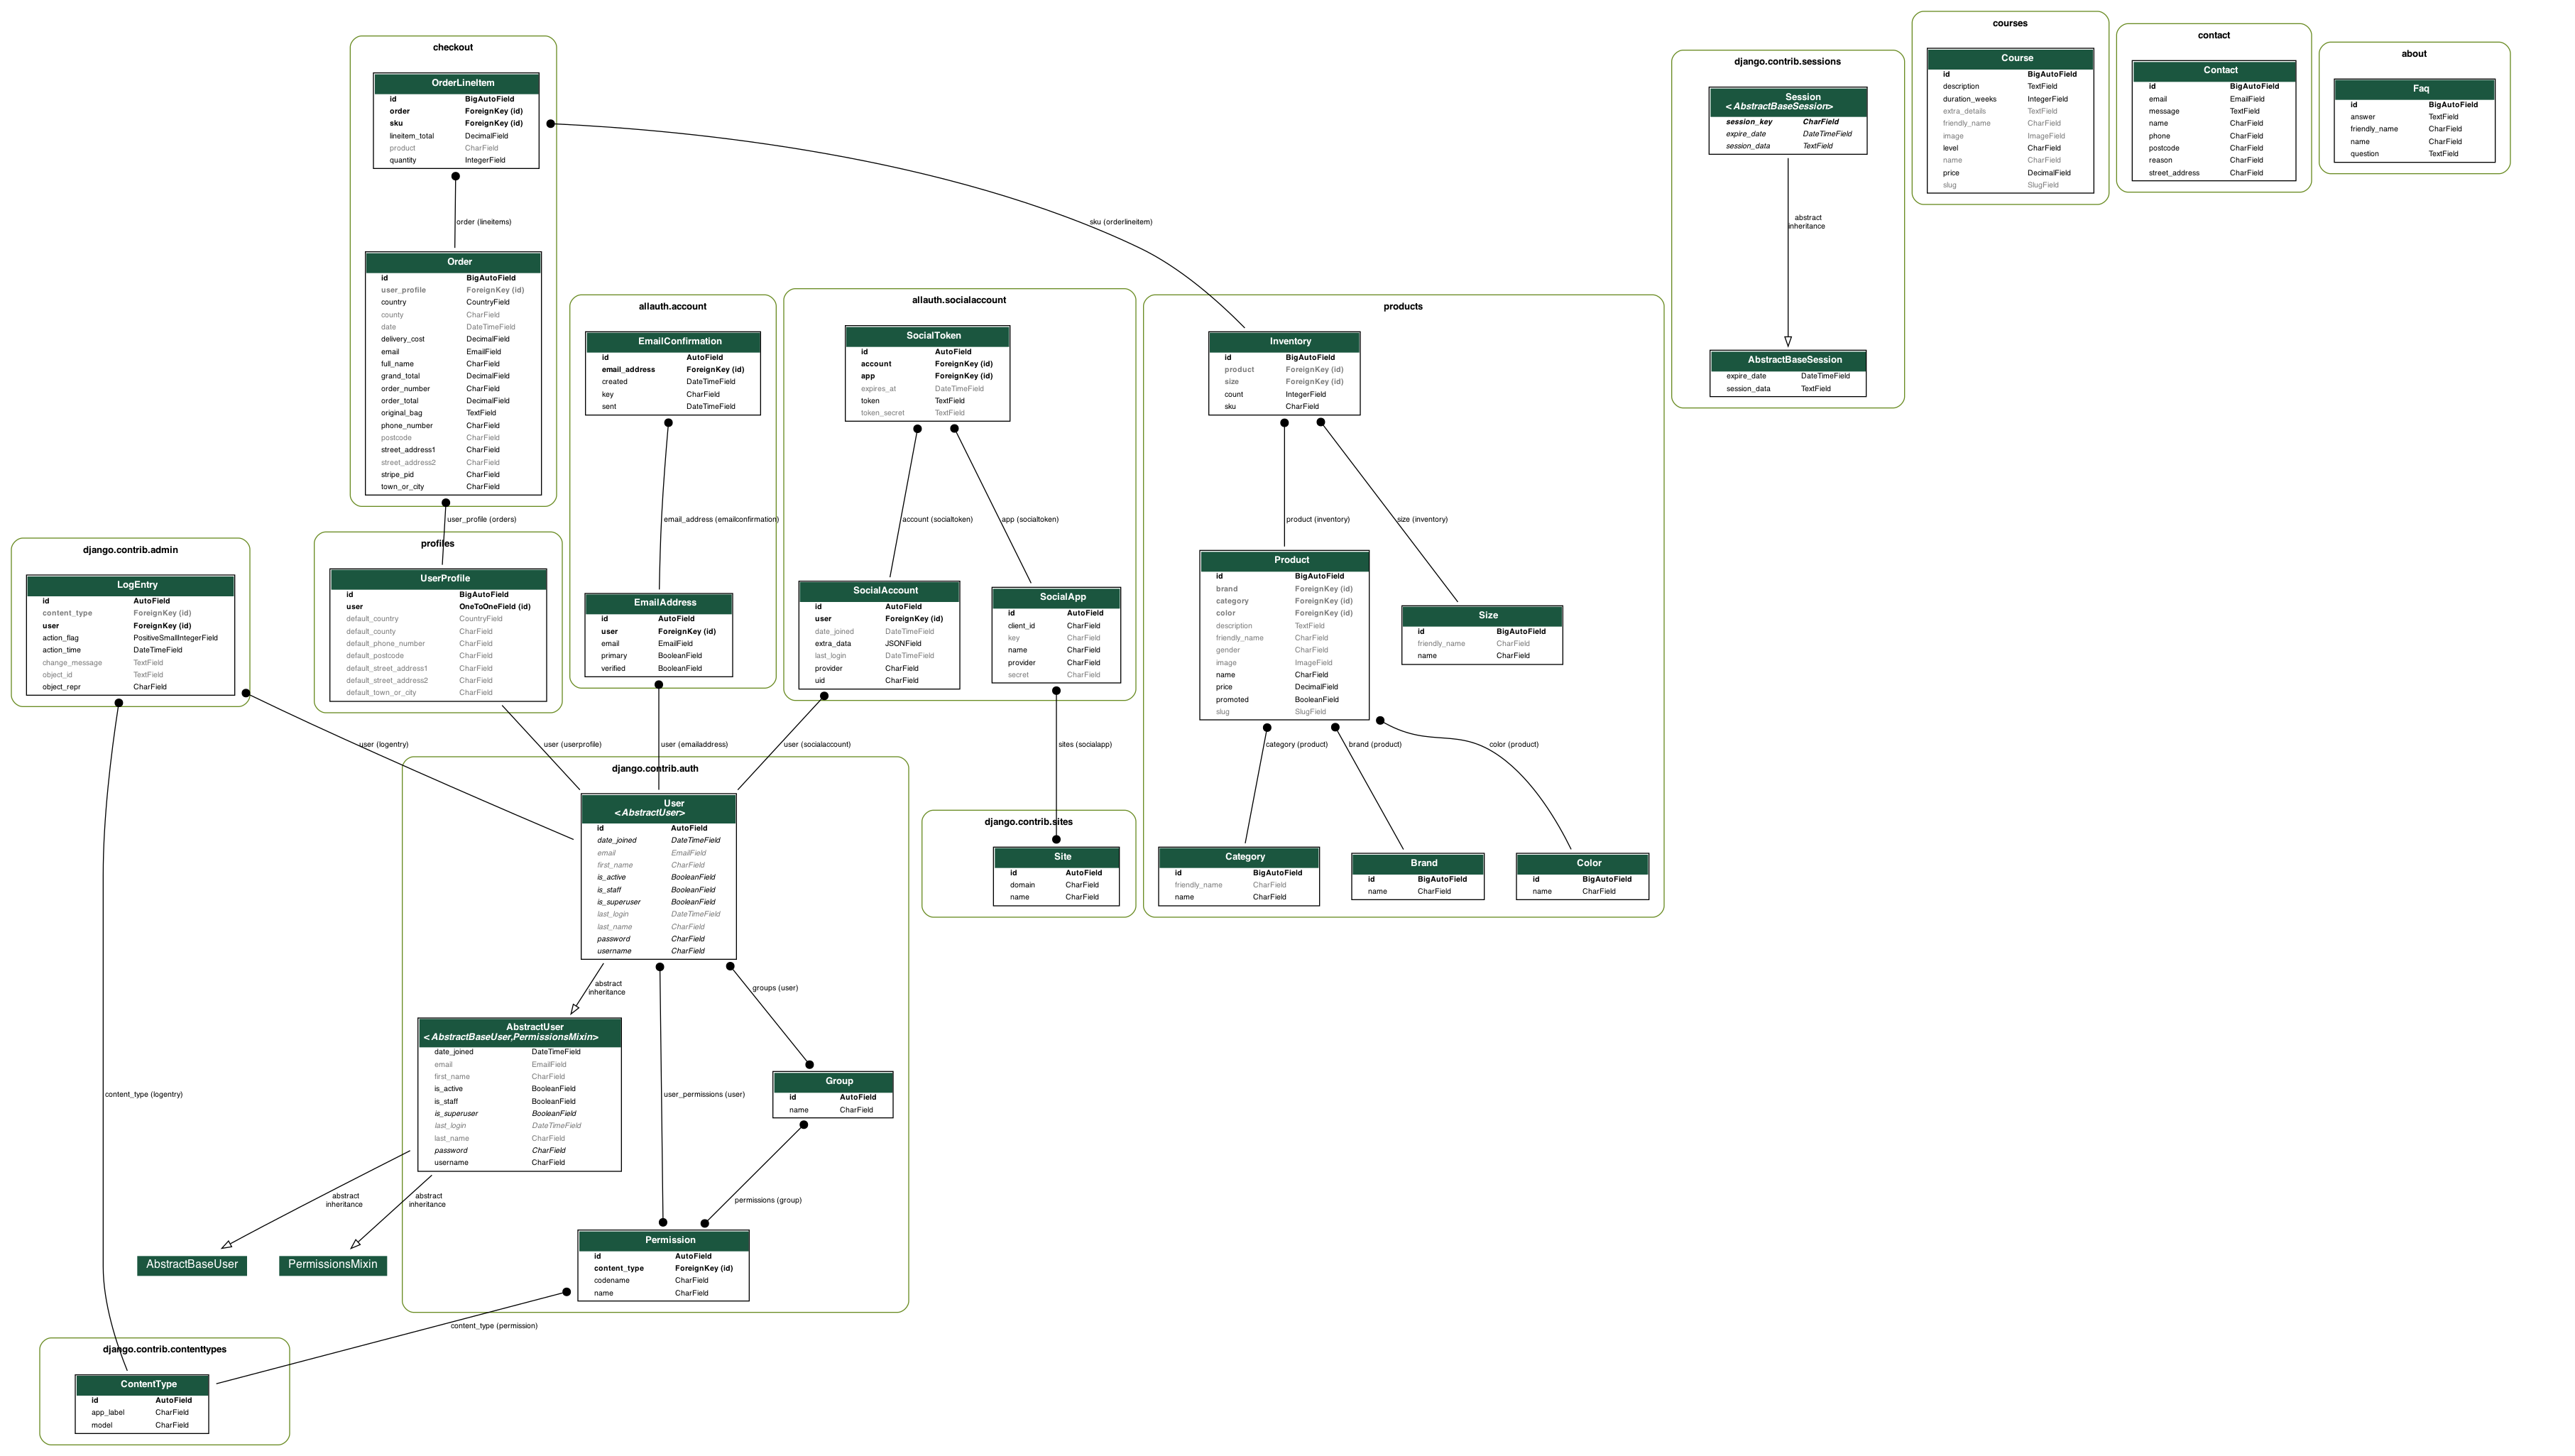 checkout
OrderLineItem
id BigAutoField
order ForeignKey (id)
sku ForeignKey (id)
lineitem_total DecimalField
product CharField
quantity IntegerField
order (lineitems)
Order
id BigAutoField
user_profile ForeignKey (id)
country CountryField
county CharField
date DateTimeField
delivery_cost DecimalField
email EmailField
full_name CharField
grand_total DecimalField
order_number CharField
order_total DecimalField
original_bag TextField
phone_number CharField
postcode CharField
street_address1 CharField
street_address2 CharField
stripe_pid CharField
town_or_city CharField
user_profile (orders)
sku (orderlineitem)
django.contrib.sessions
Session
<AbstractBaseSession>
session_key CharField
expire_date DateTimeField
session_data TextField
abstract
inheritance
AbstractBaseSession
expire_date DateTimeField
session_data TextField
courses
Course
id BigAutoField
description TextField
duration_weeks IntegerField
extra_details TextField
friendly_name CharField
image ImageField
level CharField
name CharField
price DecimalField
slug SlugField
contact
Contact
id BigAutoField
email EmailField
message TextField
name CharField
phone CharField
postcode CharField
reason CharField
street_address CharField
about
Faq
id BigAutoField
answer TextField
friendly_name CharField
name CharField
question TextField
allauth.account
EmailConfirmation
id AutoField
email_address ForeignKey (id)
created DateTimeField
key CharField
sent DateTimeField
email_address (emailconfirmation)
EmailAddress
id AutoField
user ForeignKey (id)
email EmailField
primary BooleanField
verified BooleanField
allauth.socialaccount
SocialToken
id AutoField
account ForeignKey (id)
app ForeignKey (id)
expires_at DateTimeField
token TextField
token_secret TextField
account (socialtoken)
app (socialtoken)
SocialAccount
id AutoField
user ForeignKey (id)
date_joined DateTimeField
extra_data JSONField
last_login DateTimeField
provider CharField
uid CharField
SocialApp
id AutoField
client_id CharField
key CharField
name CharField
provider CharField
secret CharField
products
Inventory
id BigAutoField
product ForeignKey (id)
size ForeignKey (id)
count IntegerField
sku CharField
product (inventory)
size (inventory)
Product
id BigAutoField
brand ForeignKey (id)
category ForeignKey (id)
color ForeignKey (id)
description TextField
friendly_name CharField
gender CharField
image ImageField
name CharField
price DecimalField
promoted BooleanField
slug SlugField
Size
id BigAutoField
friendly_name CharField
name CharField
category (product)
brand (product)
color (product)
Category
id BigAutoField
friendly_name CharField
name CharField
Brand
id BigAutoField
name CharField
Color
id BigAutoField
name CharField
django.contrib.admin
LogEntry
id AutoField
content_type ForeignKey (id)
user ForeignKey (id)
action_flag PositiveSmallIntegerField
action_time DateTimeField
change_message TextField
object_id TextField
object_repr CharField
profiles
UserProfile
id BigAutoField
user OneToOneField (id)
default_country CountryField
default_county CharField
default_phone_number CharField
default_postcode CharField
default_street_address1 CharField
default_street_address2 CharField
default_town_or_city CharField
user (logentry)
user (userprofile)
user (emailaddress)
user (socialaccount)
sites (socialapp)
django.contrib.sites
Site
id AutoField
domain CharField
name CharField
django.contrib.auth
User
<AbstractUser>
id AutoField
date_joined DateTimeField
email EmailField
first_name CharField
is_active BooleanField
is_staff BooleanField
is_superuser BooleanField
last_login DateTimeField
last_name CharField
password CharField
username CharField
abstract
inheritance
groups (user)
AbstractUser
<AbstractBaseUser,PermissionsMixin>
date_joined DateTimeField
email EmailField
first_name CharField
is_active BooleanField
is_staff BooleanField
is_superuser BooleanField
last_login DateTimeField
last_name CharField
password CharField
username CharField
user_permissions (user)
Group
id AutoField
name CharField
permissions (group)
content_type (logentry)
abstract
inheritance
abstract
inheritance
AbstractBaseUser
PermissionsMixin
Permission
id AutoField
content_type ForeignKey (id)
codename CharField
name CharField
content_type (permission)
django.contrib.contenttypes
ContentType
id AutoField
app_label CharField
model CharField